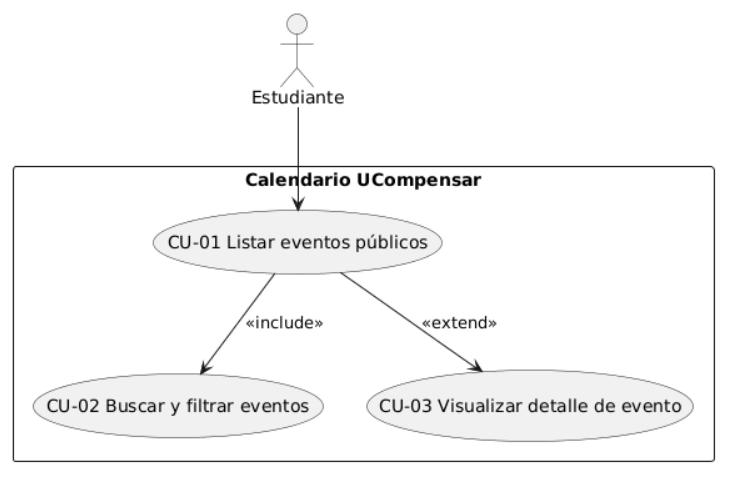 Estudiante
Calendario UCompensar
CU-01 Listar eventos públicos
«include»
«extend»
CU-02 Buscar y filtrar eventos
CU-03 Visualizar detalle de evento